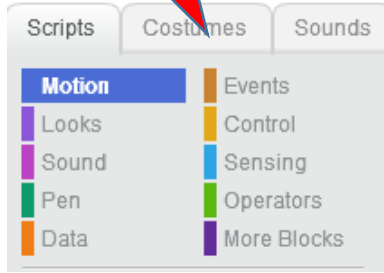 Scripts Costumes Sounds
Motion Events
Looks Control
Sound Sensing
Pen Operators
Data More Blocks